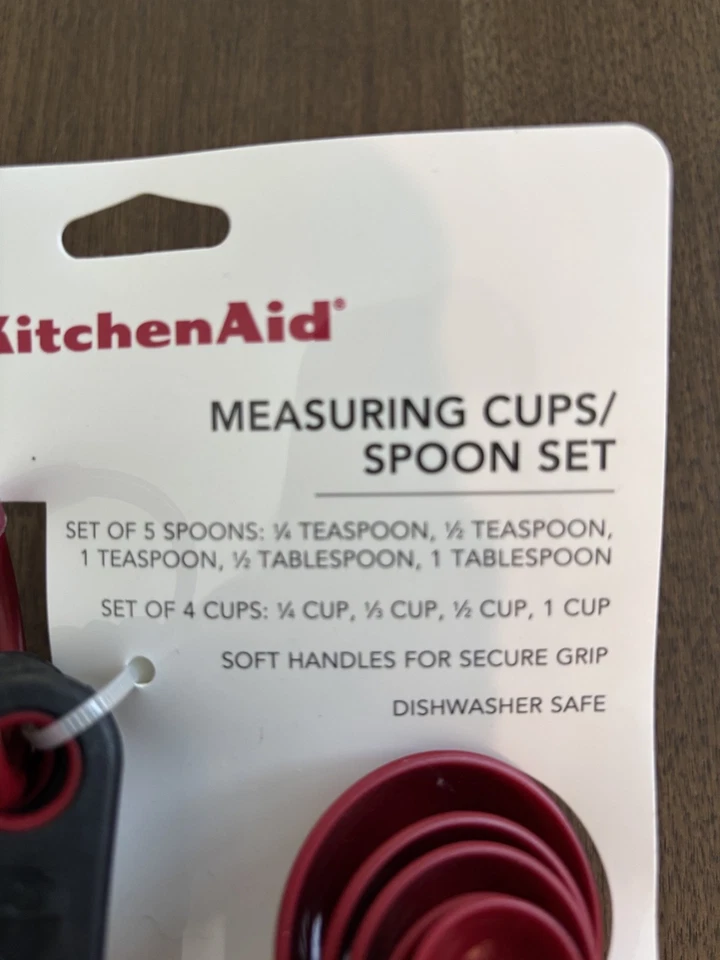 KitchenAid®
MEASURING CUPS/
SPOON SET
SET OF 5 SPOONS: ¼ TEASPOON, ½ TEASPOON,
1 TEASPOON, ½ TABLESPOON, 1 TABLESPOON
SET OF 4 CUPS: ¼ CUP, ⅓ CUP, ½ CUP, 1 CUP
SOFT HANDLES FOR SECURE GRIP
DISHWASHER SAFE